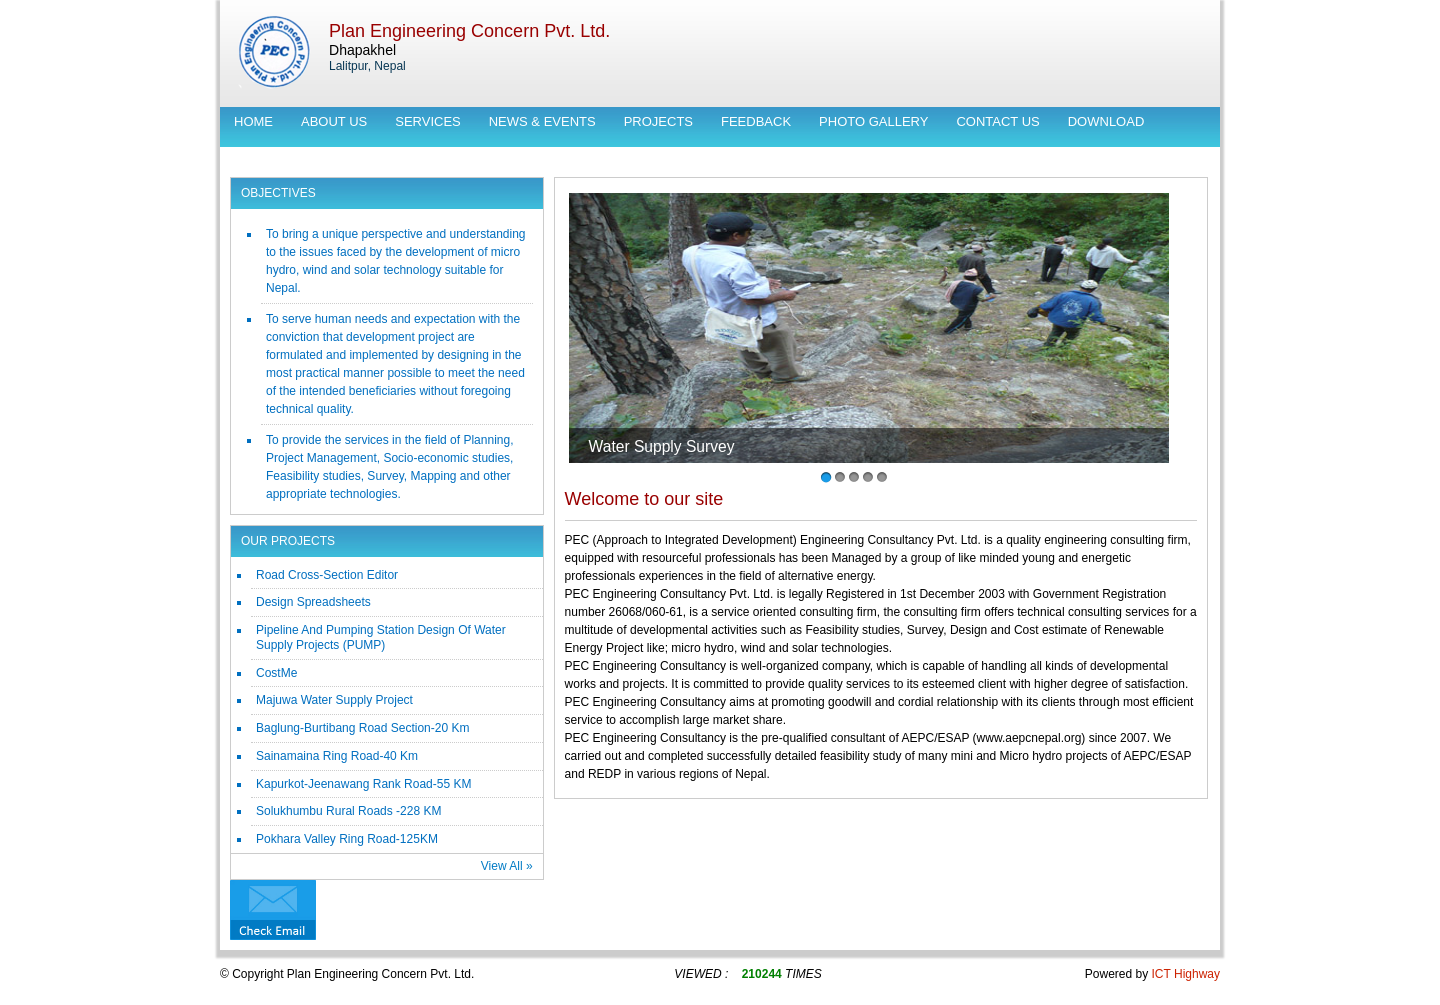 Plan Engineering Concern Pvt. Ltd.
PEC
Plan Engineering Concern Pvt. Ltd.
Dhapakhel
Lalitpur, Nepal
HOME ABOUT US SERVICES NEWS & EVENTS PROJECTS FEEDBACK PHOTO GALLERY CONTACT US DOWNLOAD
OBJECTIVES
To bring a unique perspective and understanding
to the issues faced by the development of micro
hydro, wind and solar technology suitable for
Nepal.
To serve human needs and expectation with the
conviction that development project are
formulated and implemented by designing in the
most practical manner possible to meet the need
of the intended beneficiaries without foregoing
technical quality.
To provide the services in the field of Planning,
Project Management, Socio-economic studies,
Feasibility studies, Survey, Mapping and other
appropriate technologies.
OUR PROJECTS
Road Cross-Section Editor
Design Spreadsheets
Pipeline And Pumping Station Design Of Water
Supply Projects (PUMP)
CostMe
Majuwa Water Supply Project
Baglung-Burtibang Road Section-20 Km
Sainamaina Ring Road-40 Km
Kapurkot-Jeenawang Rank Road-55 KM
Solukhumbu Rural Roads -228 KM
Pokhara Valley Ring Road-125KM
View All »
Check Email
Water Supply Survey
Welcome to our site
PEC (Approach to Integrated Development) Engineering Consultancy Pvt. Ltd. is a quality engineering consulting firm,
equipped with resourceful professionals has been Managed by a group of like minded young and energetic
professionals experiences in the field of alternative energy.
PEC Engineering Consultancy Pvt. Ltd. is legally Registered in 1st December 2003 with Government Registration
number 26068/060-61, is a service oriented consulting firm, the consulting firm offers technical consulting services for a
multitude of developmental activities such as Feasibility studies, Survey, Design and Cost estimate of Renewable
Energy Project like; micro hydro, wind and solar technologies.
PEC Engineering Consultancy is well-organized company, which is capable of handling all kinds of developmental
works and projects. It is committed to provide quality services to its esteemed client with higher degree of satisfaction.
PEC Engineering Consultancy aims at promoting goodwill and cordial relationship with its clients through most efficient
service to accomplish large market share.
PEC Engineering Consultancy is the pre-qualified consultant of AEPC/ESAP (www.aepcnepal.org) since 2007. We
carried out and completed successfully detailed feasibility study of many mini and Micro hydro projects of AEPC/ESAP
and REDP in various regions of Nepal.
© Copyright Plan Engineering Concern Pvt. Ltd. VIEWED : 210244 TIMES Powered by ICT Highway